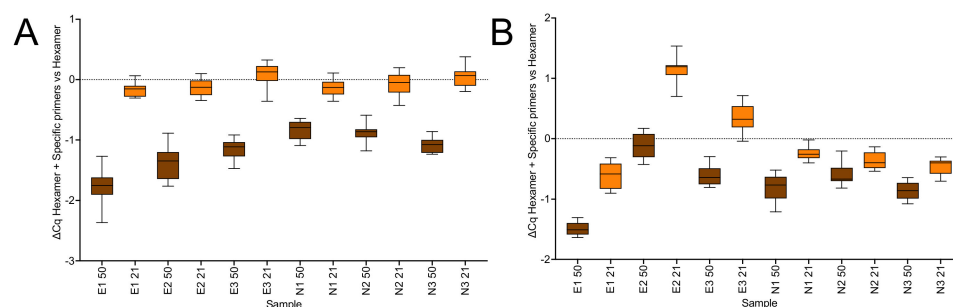 A
ΔCq Hexamer + Specific primers vs Hexamer
1
0
-1
-2
-3
E1 50
E1 21
E2 50
E2 21
E3 50
E3 21
N1 50
N1 21
N2 50
N2 21
N3 50
N3 21
Sample
B
ΔCq Hexamer + Specific primers vs Hexamer
2
1
0
-1
-2
E1 50
E1 21
E2 50
E2 21
E3 50
E3 21
N1 50
N1 21
N2 50
N2 21
N3 50
N3 21
Sample